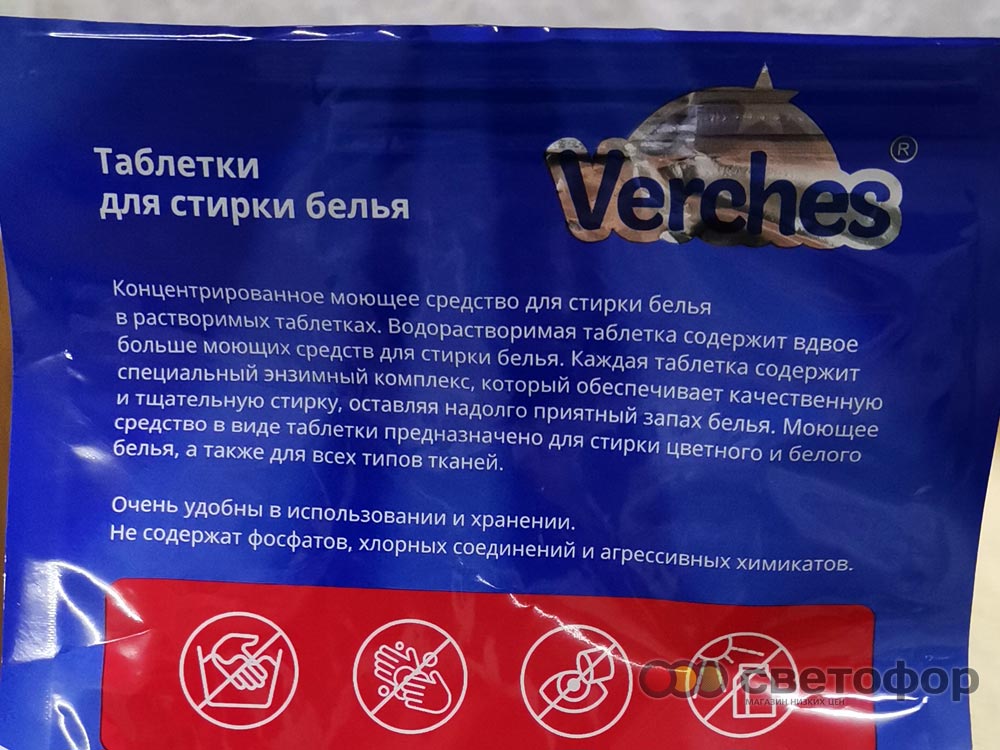 Таблетки
для стирки белья
Verches ®
Концентрированное моющее средство для стирки белья
в растворимых таблетках. Водорастворимая таблетка содержит вдвое
больше моющих средств для стирки белья. Каждая таблетка содержит
специальный энзимный комплекс, который обеспечивает качественную
и тщательную стирку, оставляя надолго приятный запах белья. Моющее
средство в виде таблетки предназначено для стирки цветного и белого
белья, а также для всех типов тканей.
Очень удобны в использовании и хранении.
Не содержат фосфатов, хлорных соединений и агрессивных химикатов.
светофор
МАГАЗИН НИЗКИХ ЦЕН